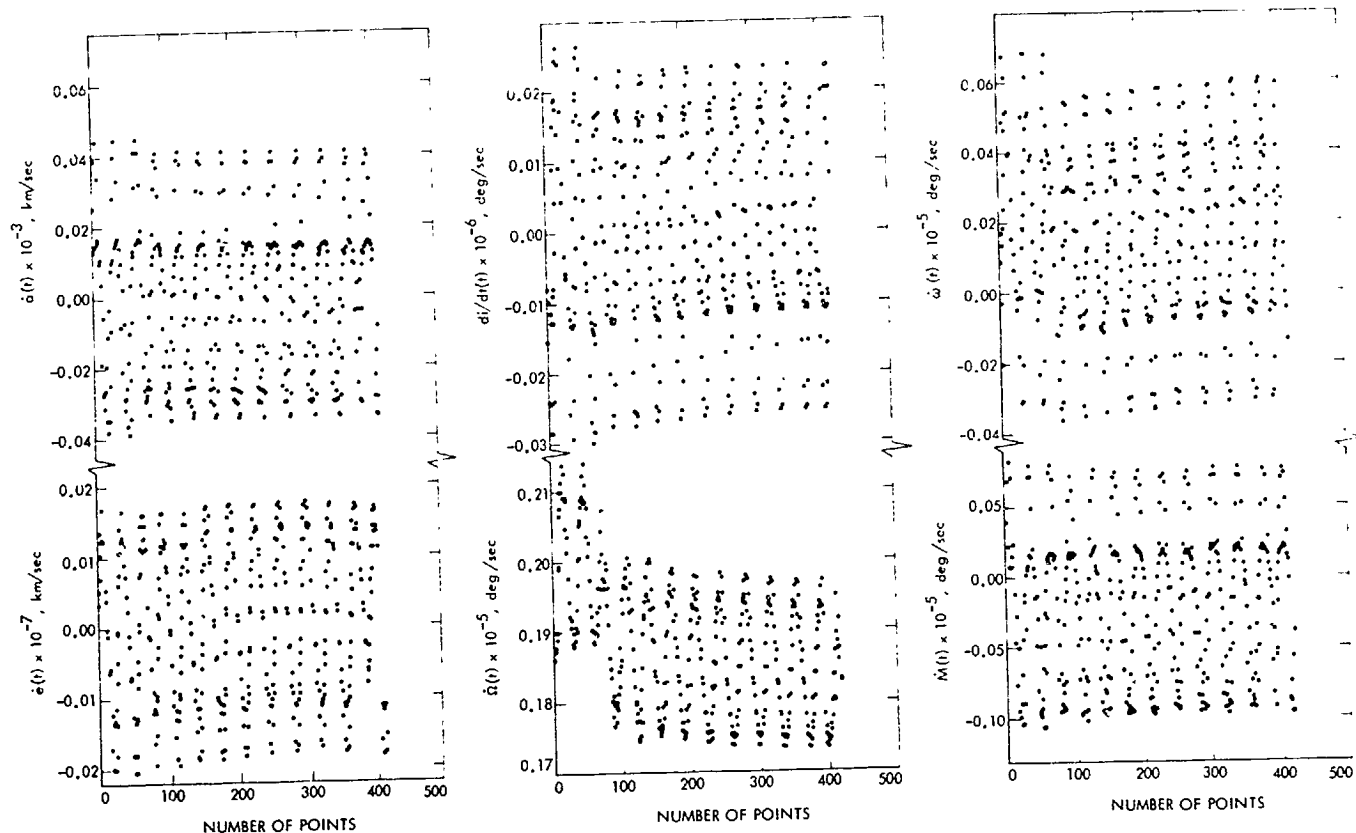 0.06
0.04
0.02
0.00
-0.02
-0.04
ȧ(t) × 10⁻³, km/sec
0.02
0.01
0.00
-0.01
-0.02
ė(t) × 10⁻⁷, km/sec
0 100 200 300 400 500
NUMBER OF POINTS
0.02
0.01
0.00
-0.01
-0.02
-0.03
di/dt(t) × 10⁻⁶, deg/sec
0.21
0.20
0.19
0.18
0.17
Ω̇(t) × 10⁻⁵, deg/sec
0 100 200 300 400 500
NUMBER OF POINTS
0.06
0.04
0.02
0.00
-0.02
-0.04
ω̇(t) × 10⁻⁵, deg/sec
0.05
0.00
-0.05
-0.10
Ṁ(t) × 10⁻⁵, deg/sec
0 100 200 300 400 500
NUMBER OF POINTS